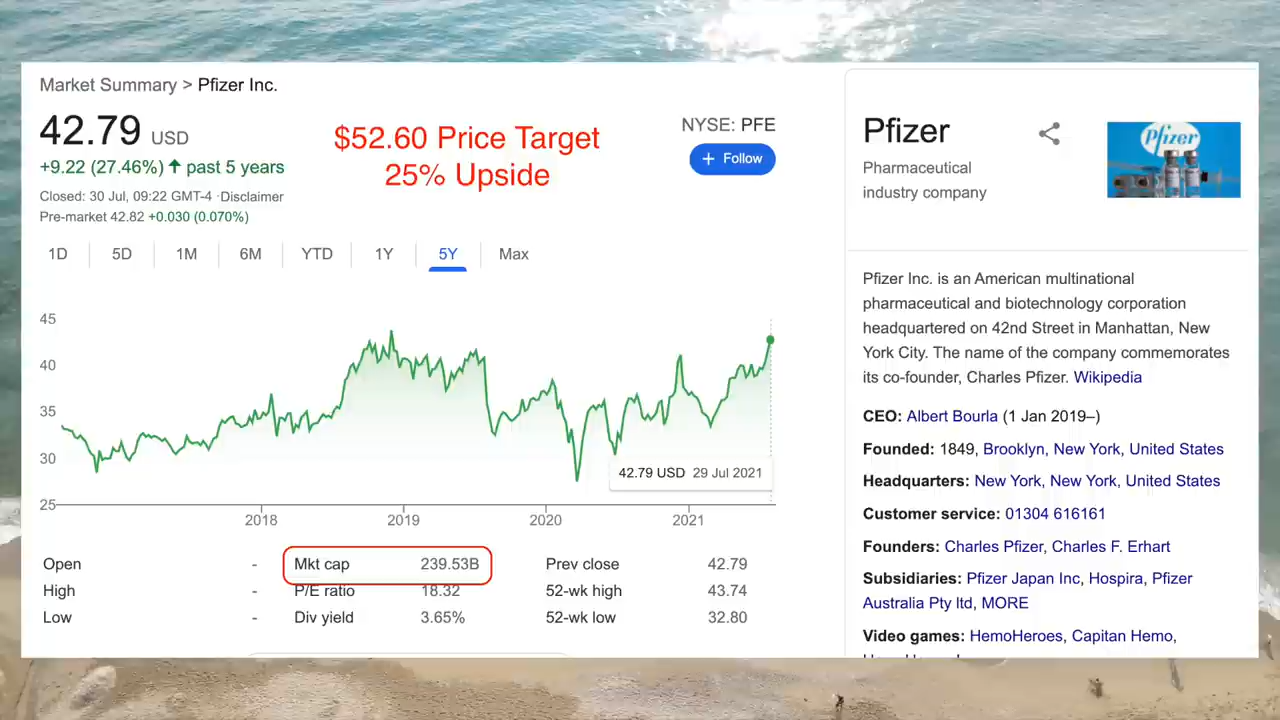 Market Summary > Pfizer Inc.
42.79 USD
+9.22 (27.46%) ↑ past 5 years
Closed: 30 Jul, 09:22 GMT-4 ·Disclaimer
Pre-market 42.82 +0.030 (0.070%)
$52.60 Price Target
25% Upside
NYSE: PFE
+ Follow
1D 5D 1M 6M YTD 1Y 5Y Max
45
40
35
30
25
42.79 USD 29 Jul 2021
2018 2019 2020 2021
Open - Mkt cap 239.53B Prev close 42.79
High - P/E ratio 18.32 52-wk high 43.74
Low - Div yield 3.65% 52-wk low 32.80
Pfizer
Pharmaceutical
industry company
Pfizer
Pfizer Inc. is an American multinational
pharmaceutical and biotechnology corporation
headquartered on 42nd Street in Manhattan, New
York City. The name of the company commemorates
its co-founder, Charles Pfizer. Wikipedia
CEO: Albert Bourla (1 Jan 2019–)
Founded: 1849, Brooklyn, New York, United States
Headquarters: New York, New York, United States
Customer service: 01304 616161
Founders: Charles Pfizer, Charles F. Erhart
Subsidiaries: Pfizer Japan Inc, Hospira, Pfizer
Australia Pty ltd, MORE
Video games: HemoHeroes, Capitan Hemo,